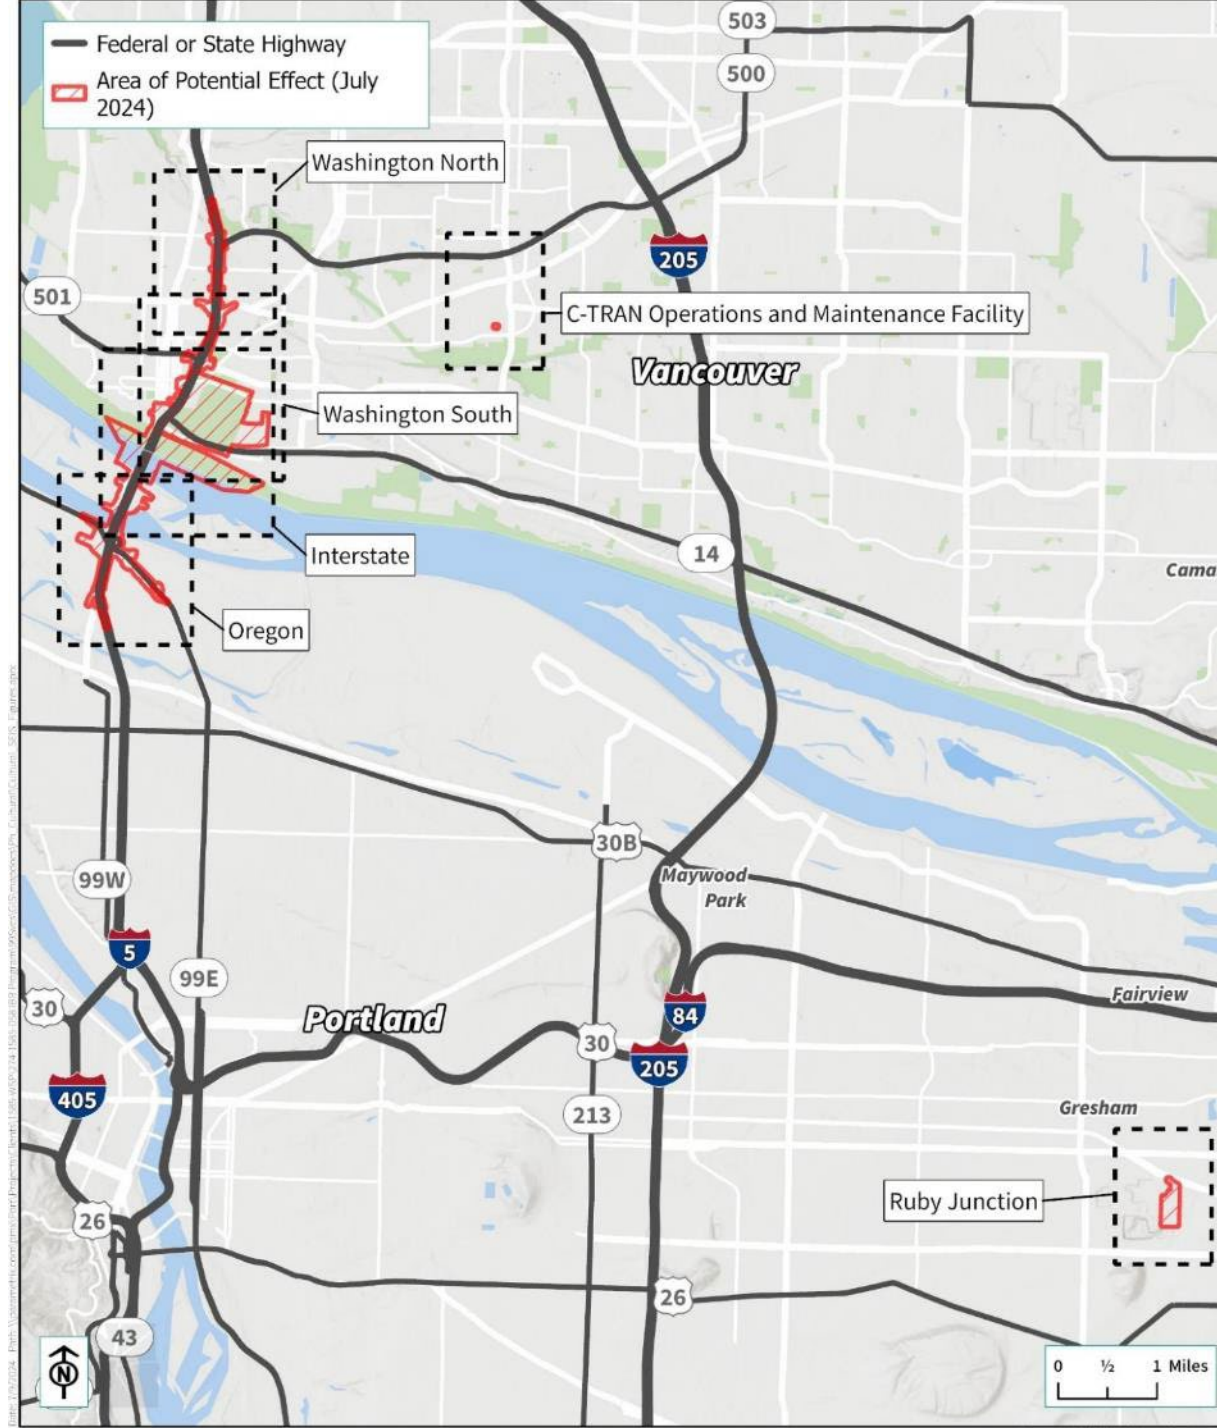 Federal or State Highway
Area of Potential Effect (July
2024)
503
500
Washington North
205
501
C-TRAN Operations and Maintenance Facility
Vancouver
Washington South
14
Interstate
Cama
Oregon
30B
99W
Maywood
Park
5
99E
30
Fairview
Portland
84
30
205
405
213
Gresham
Ruby Junction
26
26
43
N
0 ½ 1 Miles